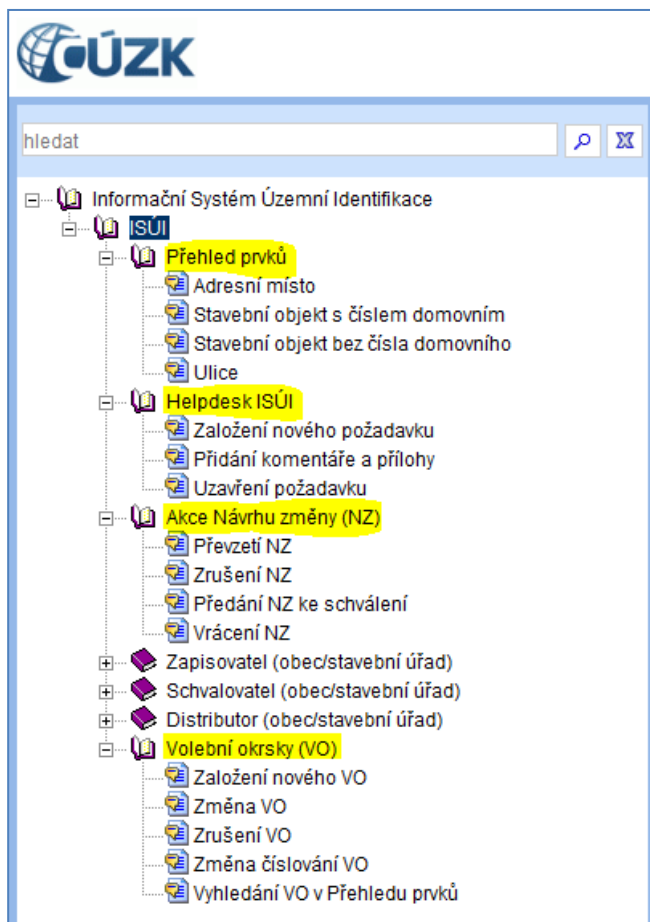 ČÚZK
hledat
Informační Systém Územní Identifikace
ISÚI
Přehled prvků
Adresní místo
Stavební objekt s číslem domovním
Stavební objekt bez čísla domovního
Ulice
Helpdesk ISÚI
Založení nového požadavku
Přidání komentáře a přílohy
Uzavření požadavku
Akce Návrhu změny (NZ)
Převzetí NZ
Zrušení NZ
Předání NZ ke schválení
Vrácení NZ
Zapisovatel (obec/stavební úřad)
Schvalovatel (obec/stavební úřad)
Distributor (obec/stavební úřad)
Volební okrsky (VO)
Založení nového VO
Změna VO
Zrušení VO
Změna číslování VO
Vyhledání VO v Přehledu prvků